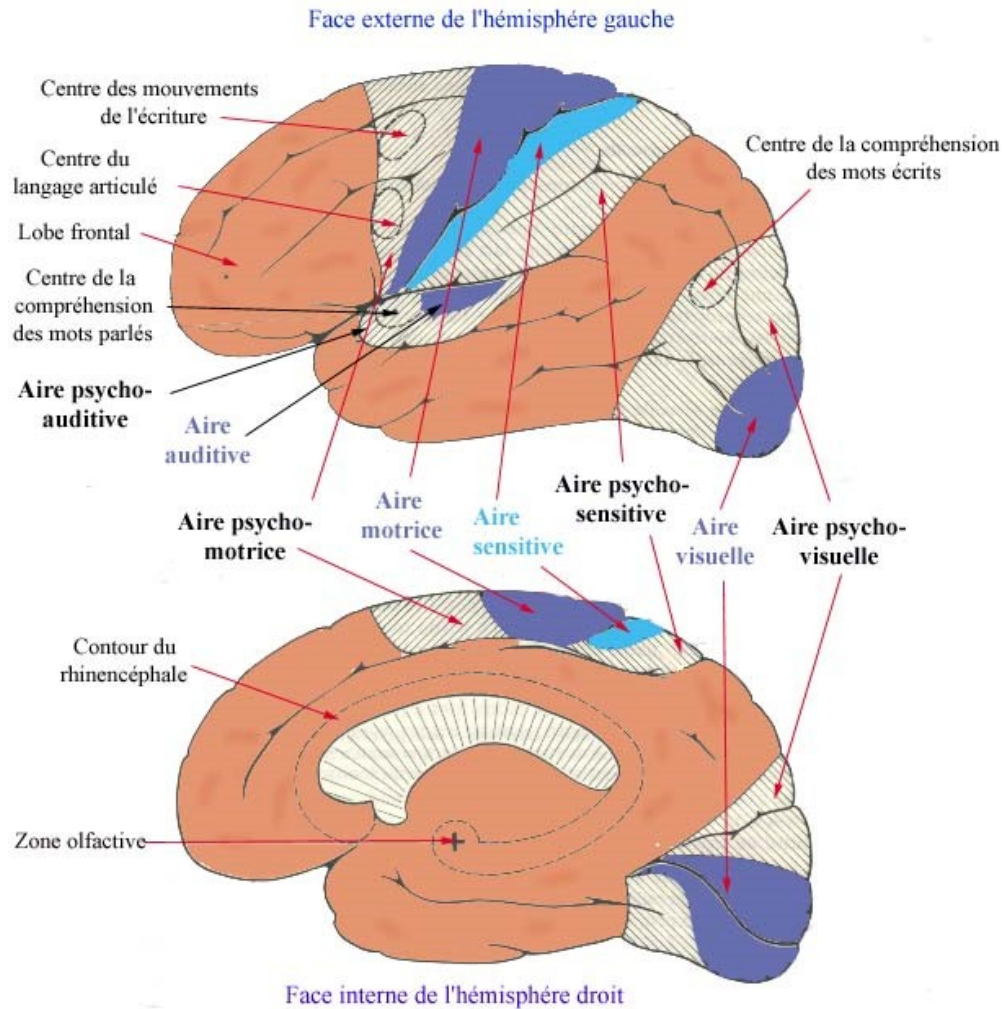 Face externe de l'hémisphére gauche
Centre des mouvements
de l'écriture
Centre du
langage articulé
Lobe frontal
Centre de la
compréhension
des mots parlés
Aire psycho-
auditive
Aire
auditive
Centre de la compréhension
des mots écrits
Aire psycho-
motrice
Aire
motrice
Aire
sensitive
Aire psycho-
sensitive
Aire
visuelle
Aire psycho-
visuelle
Contour du
rhinencéphale
Zone olfactive
Face interne de l'hémisphére droit